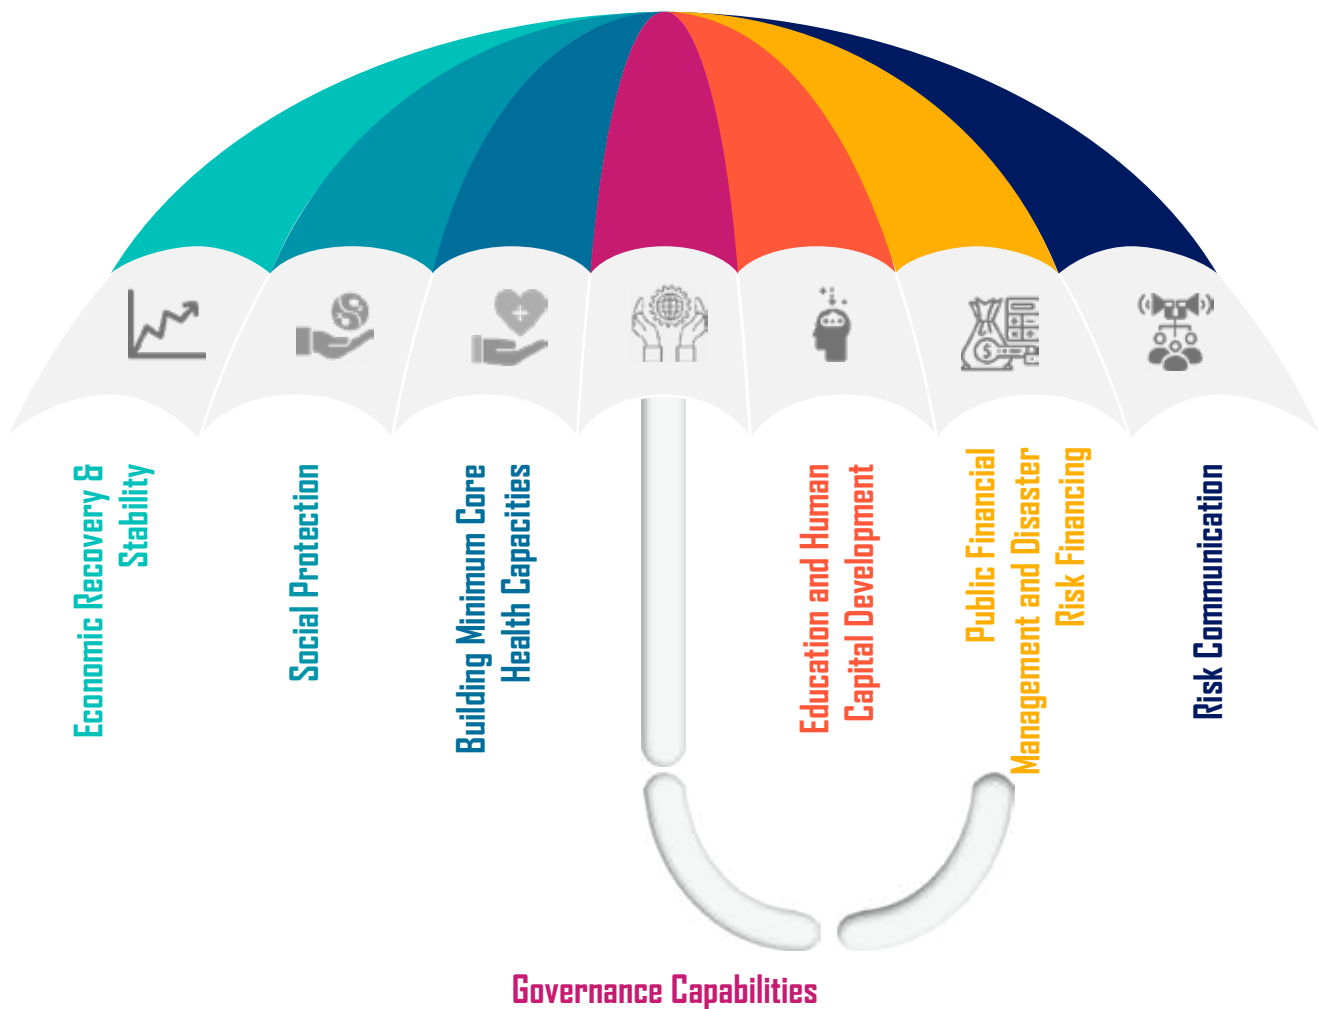 Economic Recovery &
Stability
Social Protection
Building Minimum Core
Health Capacities
Education and Human
Capital Development
Public Financial
Management and Disaster
Risk Financing
Risk Communication
Governance Capabilities